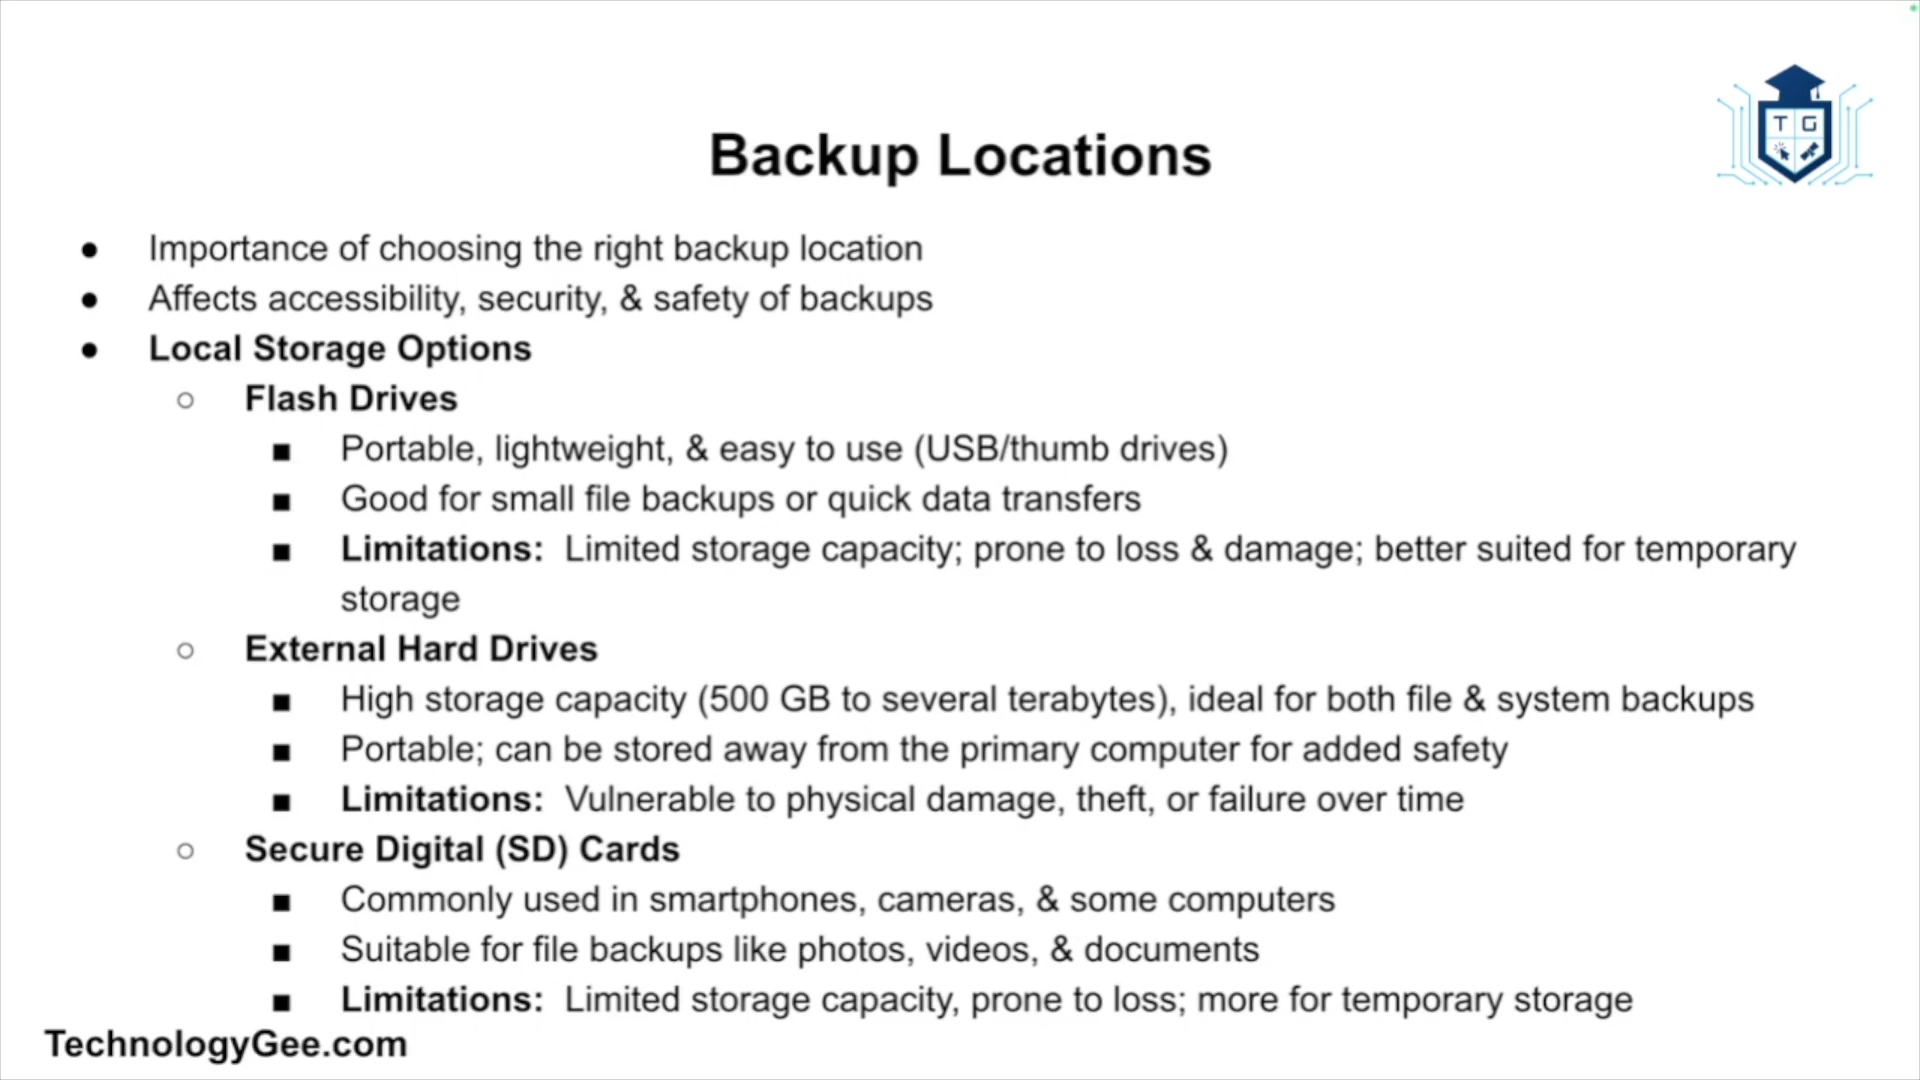 T G
Backup Locations
● Importance of choosing the right backup location
● Affects accessibility, security, & safety of backups
● Local Storage Options
○ Flash Drives
■ Portable, lightweight, & easy to use (USB/thumb drives)
■ Good for small file backups or quick data transfers
■ Limitations: Limited storage capacity; prone to loss & damage; better suited for temporary
storage
○ External Hard Drives
■ High storage capacity (500 GB to several terabytes), ideal for both file & system backups
■ Portable; can be stored away from the primary computer for added safety
■ Limitations: Vulnerable to physical damage, theft, or failure over time
○ Secure Digital (SD) Cards
■ Commonly used in smartphones, cameras, & some computers
■ Suitable for file backups like photos, videos, & documents
■ Limitations: Limited storage capacity, prone to loss; more for temporary storage
TechnologyGee.com